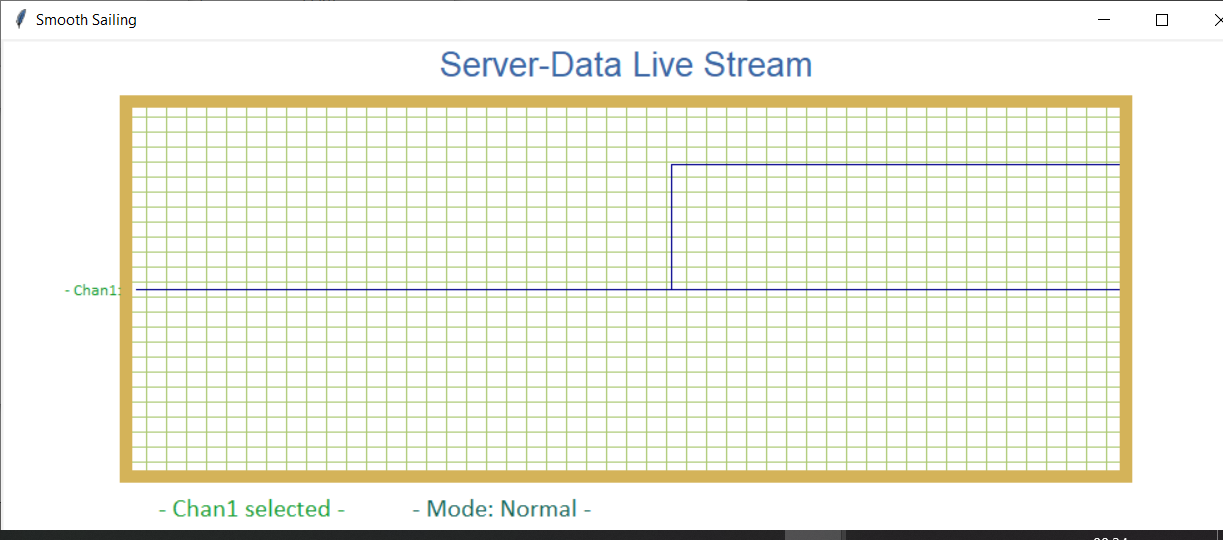 Smooth Sailing
Server-Data Live Stream
- Chan1:
- Chan1 selected -
- Mode: Normal -